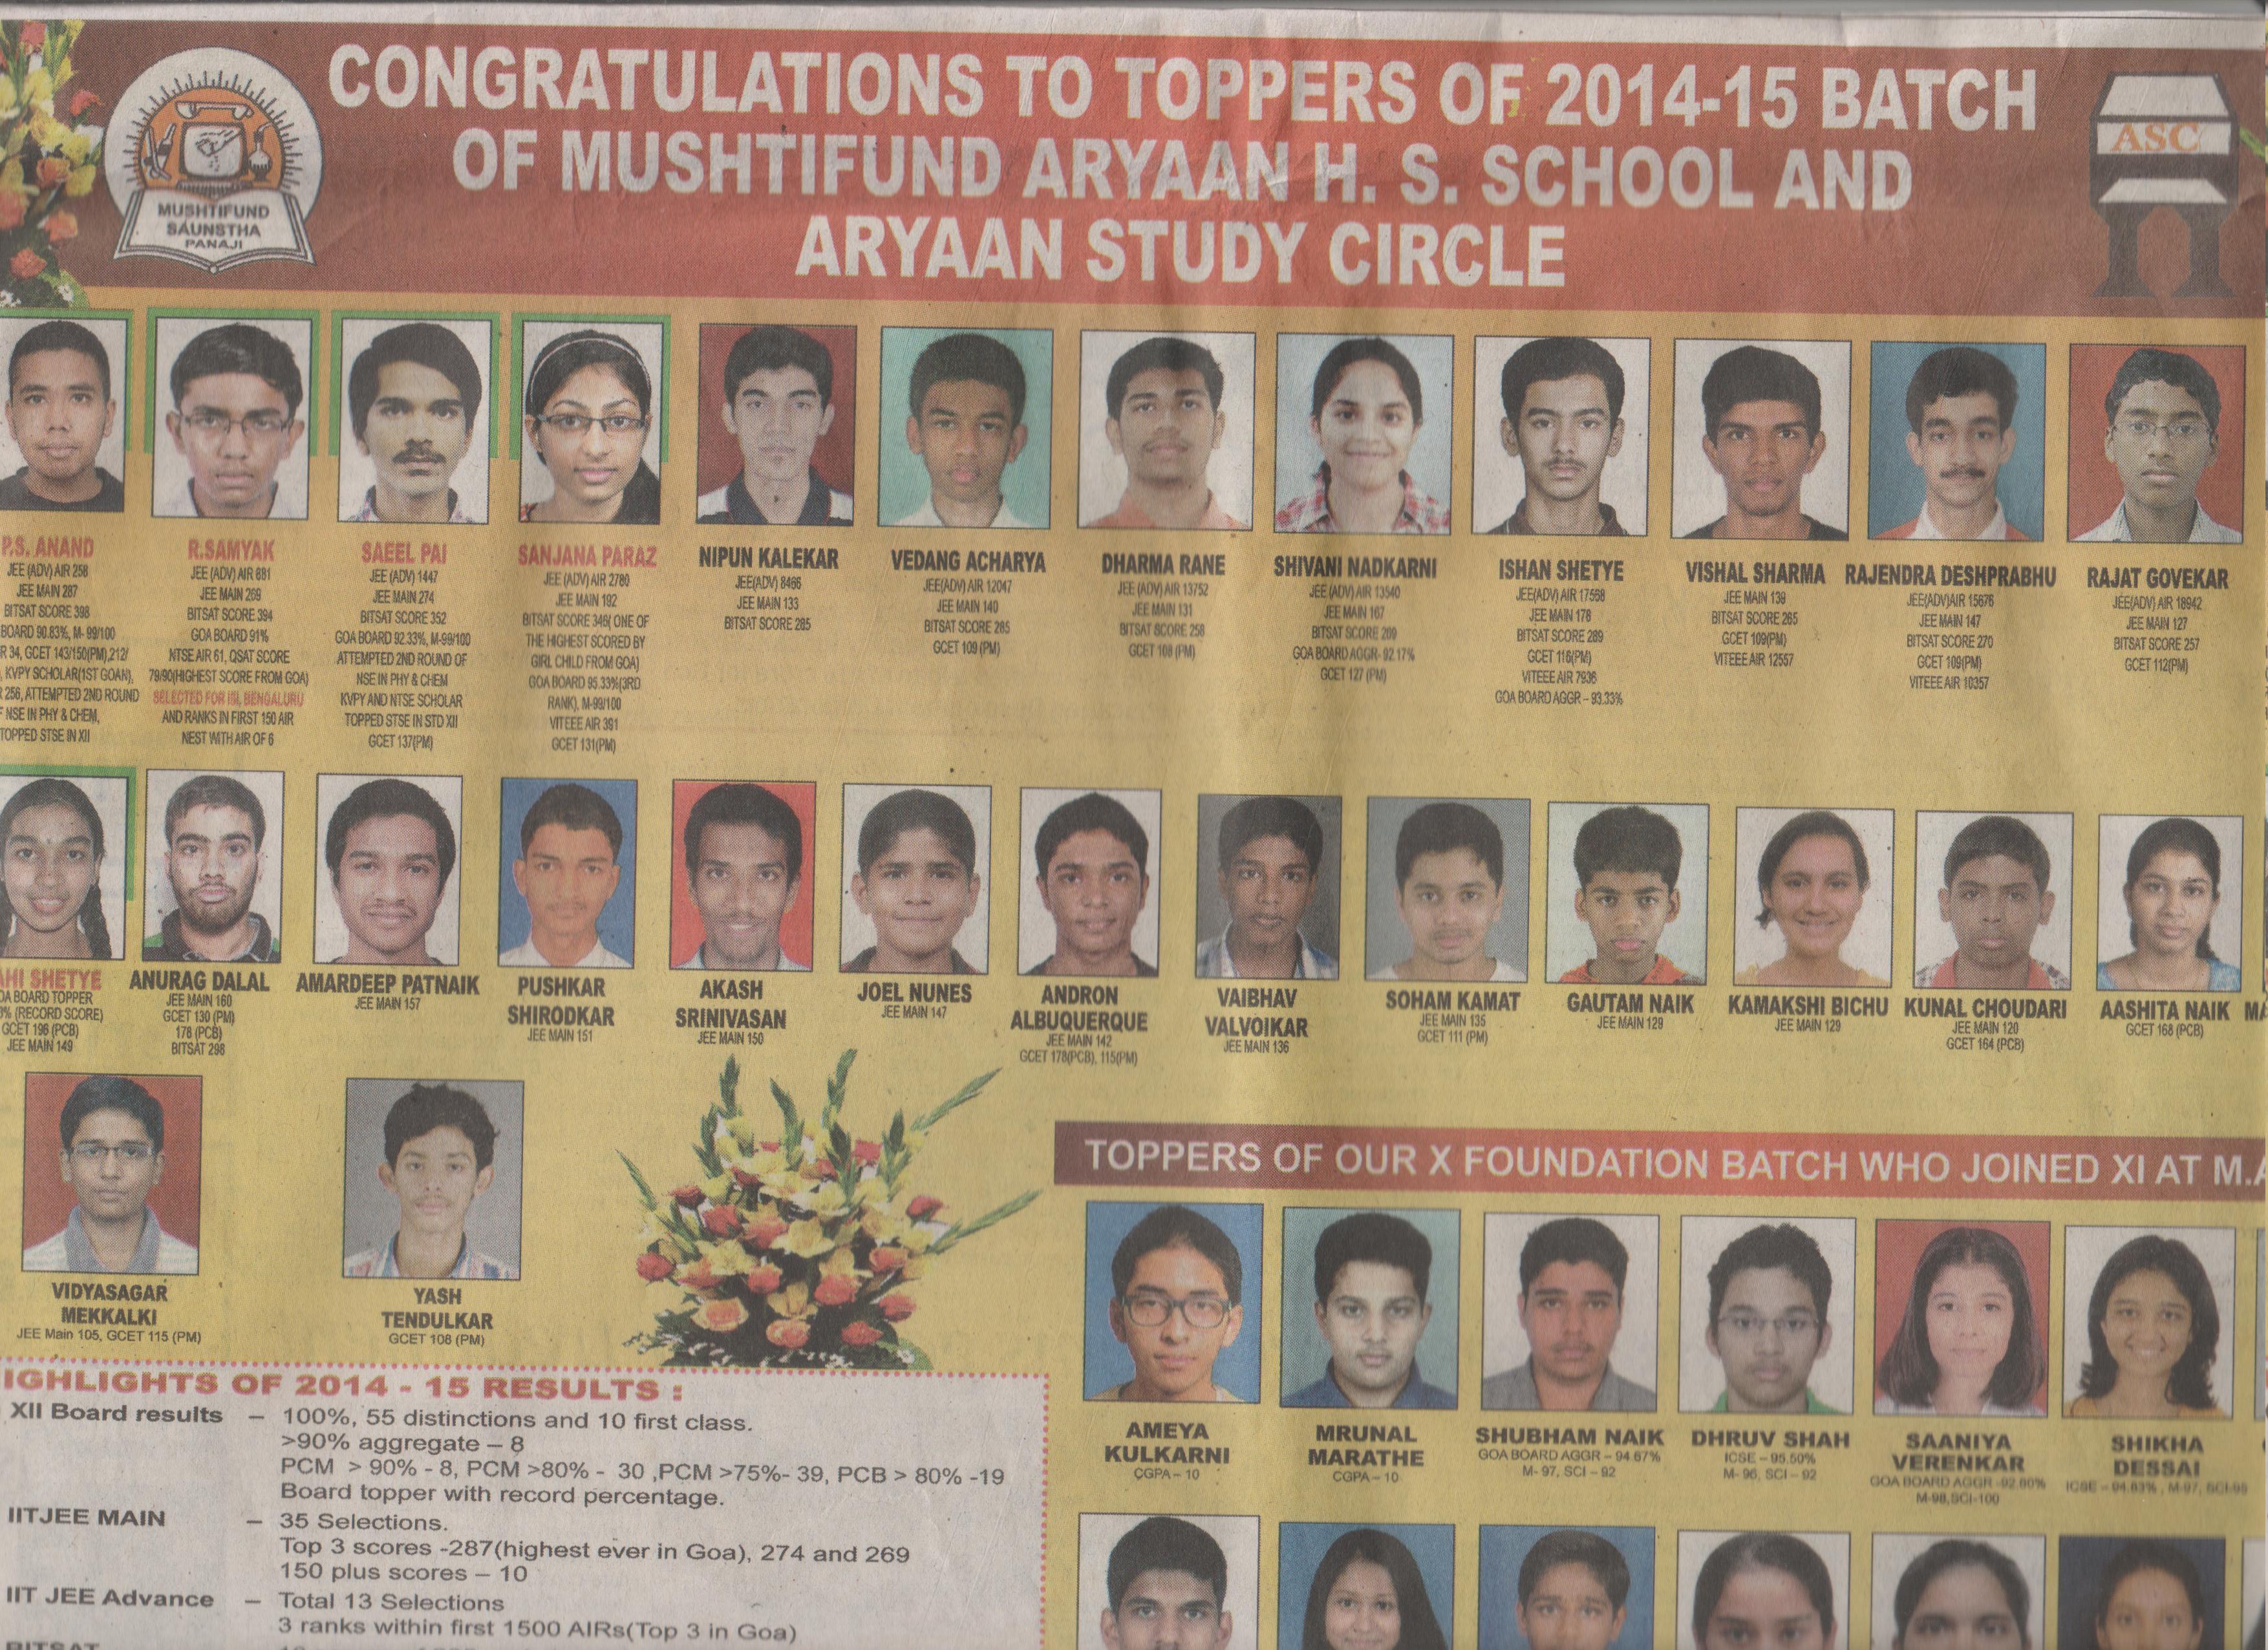 MUSHTIFUND
SAUNSTHA
PANAJI
CONGRATULATIONS TO TOPPERS OF 2014-15 BATCH
OF MUSHTIFUND ARYAAN H. S. SCHOOL AND
ARYAAN STUDY CIRCLE
ASC
P.S. ANAND
JEE (ADV) AIR 258
JEE MAIN 287
BITSAT SCORE 398
BOARD 90.83%, M- 99/100
R 34, GCET 143/150(PM),212/
, KVPY SCHOLAR(1ST GOAN),
256, ATTEMPTED 2ND ROUND
F NSE IN PHY & CHEM,
TOPPED STSE IN XII
R.SAMYAK
JEE (ADV) AIR 681
JEE MAIN 269
BITSAT SCORE 394
GOA BOARD 91%
NTSE AIR 61, QSAT SCORE
79/90(HIGHEST SCORE FROM GOA)
SELECTED FOR IISc, BENGALURU
AND RANKS IN FIRST 150 AIR
NEST WITH AIR OF 6
SAEEL PAI
JEE (ADV) 1447
JEE MAIN 274
BITSAT SCORE 352
GOA BOARD 92.33%, M-99/100
ATTEMPTED 2ND ROUND OF
NSE IN PHY & CHEM
KVPY AND NTSE SCHOLAR
TOPPED STSE IN STD XII
GCET 137(PM)
SANJANA PARAZ
JEE (ADV) AIR 2780
JEE MAIN 192
BITSAT SCORE 346( ONE OF
THE HIGHEST SCORED BY
GIRL CHILD FROM GOA)
GOA BOARD 95.33%(3RD
RANK), M-99/100
VITEEE AIR 391
GCET 131(PM)
NIPUN KALEKAR
JEE(ADV) 8466
JEE MAIN 133
BITSAT SCORE 285
VEDANG ACHARYA
JEE(ADV) AIR 12047
JEE MAIN 140
BITSAT SCORE 285
GCET 109 (PM)
DHARMA RANE
JEE (ADV) AIR 13752
JEE MAIN 131
BITSAT SCORE 258
GCET 108 (PM)
SHIVANI NADKARNI
JEE (ADV) AIR 13540
JEE MAIN 167
BITSAT SCORE 209
GOA BOARD AGGR- 92.17%
GCET 127 (PM)
ISHAN SHETYE
JEE(ADV) AIR 17568
JEE MAIN 178
BITSAT SCORE 289
GCET 116(PM)
VITEEE AIR 7936
GOA BOARD AGGR – 93.33%
VISHAL SHARMA
JEE MAIN 139
BITSAT SCORE 265
GCET 109(PM)
VITEEE AIR 12557
RAJENDRA DESHPRABHU
JEE(ADV)AIR 15676
JEE MAIN 147
BITSAT SCORE 270
GCET 109(PM)
VITEEE AIR 10357
RAJAT GOVEKAR
JEE(ADV) AIR 18942
JEE MAIN 127
BITSAT SCORE 257
GCET 112(PM)
AHI SHETYE
OA BOARD TOPPER
% (RECORD SCORE)
GCET 196 (PCB)
JEE MAIN 149
ANURAG DALAL
JEE MAIN 160
GCET 130 (PM)
178 (PCB)
BITSAT 298
AMARDEEP PATNAIK
JEE MAIN 157
PUSHKAR
SHIRODKAR
JEE MAIN 151
AKASH
SRINIVASAN
JEE MAIN 150
JOEL NUNES
JEE MAIN 147
ANDRON
ALBUQUERQUE
JEE MAIN 142
GCET 178(PCB), 115(PM)
VAIBHAV
VALVOIKAR
JEE MAIN 136
SOHAM KAMAT
JEE MAIN 135
GCET 111 (PM)
GAUTAM NAIK
JEE MAIN 129
KAMAKSHI BICHU
JEE MAIN 129
KUNAL CHOUDARI
JEE MAIN 120
GCET 164 (PCB)
AASHITA NAIK
GCET 168 (PCB)
MA
VIDYASAGAR
MEKKALKI
JEE Main 105, GCET 115 (PM)
YASH
TENDULKAR
GCET 108 (PM)
TOPPERS OF OUR X FOUNDATION BATCH WHO JOINED XI AT M.A
AMEYA
KULKARNI
CGPA – 10
MRUNAL
MARATHE
CGPA – 10
SHUBHAM NAIK
GOA BOARD AGGR – 94.67%
M- 97, SCI – 92
DHRUV SHAH
ICSE – 95.50%
M- 96, SCI – 92
SAANIYA
VERENKAR
GOA BOARD AGGR -92.80%
M-98,SCI-100
SHIKHA
DESSAI
ICSE – 94.83% , M-97, SCI-98
IGHLIGHTS OF 2014 - 15 RESULTS :
XII Board results – 100%, 55 distinctions and 10 first class.
>90% aggregate – 8
PCM > 90% - 8, PCM >80% - 30 ,PCM >75%- 39, PCB > 80% -19
Board topper with record percentage.
IITJEE MAIN – 35 Selections.
Top 3 scores -287(highest ever in Goa), 274 and 269
150 plus scores – 10
IIT JEE Advance – Total 13 Selections
3 ranks within first 1500 AIRs(Top 3 in Goa)
BITSAT